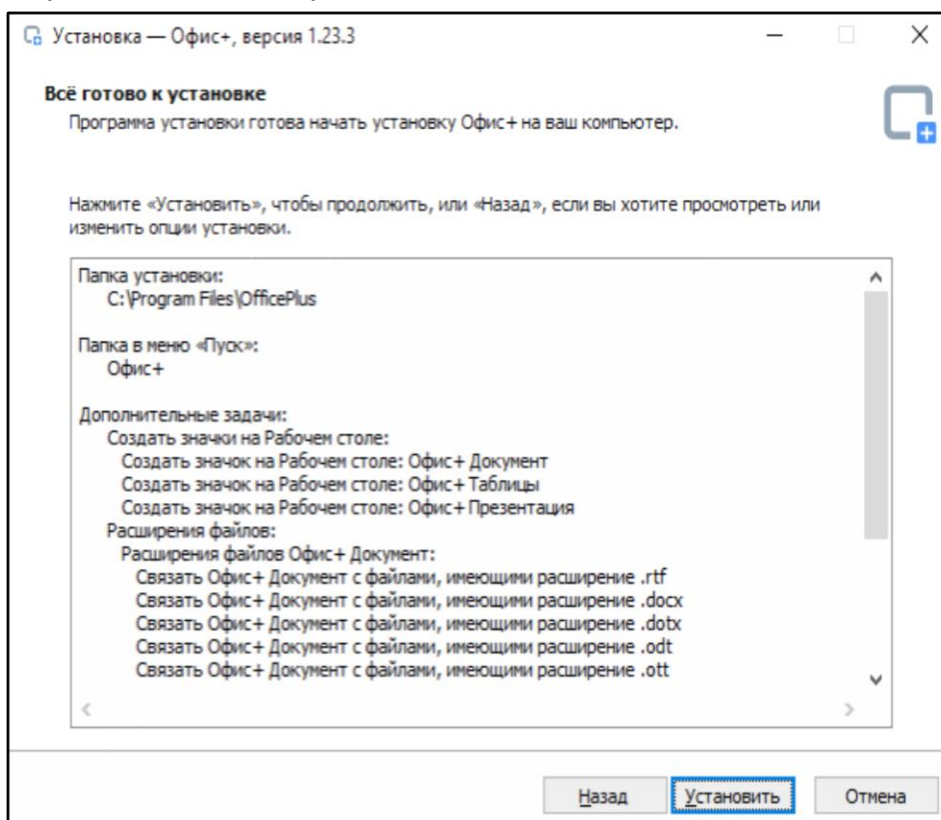 Установка — Офис+, версия 1.23.3
Всё готово к установке
Программа установки готова начать установку Офис+ на ваш компьютер.
Нажмите «Установить», чтобы продолжить, или «Назад», если вы хотите просмотреть или
изменить опции установки.
Папка установки:
C:\Program Files\OfficePlus
Папка в меню «Пуск»:
Офис+
Дополнительные задачи:
Создать значки на Рабочем столе:
Создать значок на Рабочем столе: Офис+ Документ
Создать значок на Рабочем столе: Офис+ Таблицы
Создать значок на Рабочем столе: Офис+ Презентация
Расширения файлов:
Расширения файлов Офис+ Документ:
Связать Офис+ Документ с файлами, имеющими расширение .rtf
Связать Офис+ Документ с файлами, имеющими расширение .docx
Связать Офис+ Документ с файлами, имеющими расширение .dotx
Связать Офис+ Документ с файлами, имеющими расширение .odt
Связать Офис+ Документ с файлами, имеющими расширение .ott
Назад Установить Отмена